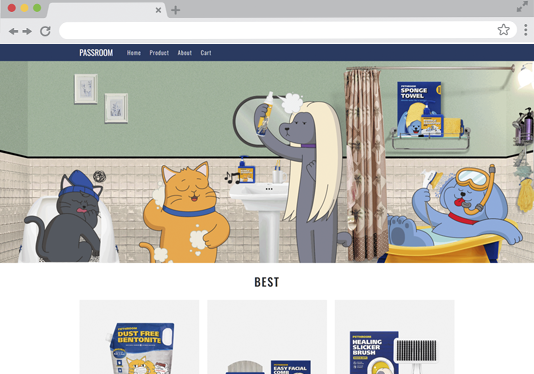 PASSROOM
Home Product About Cart
SPONGE
TOWEL
BEST
DUST FREE
BENTONITE
EASY FACIAL
COMB
HEALING
SLICKER
BRUSH